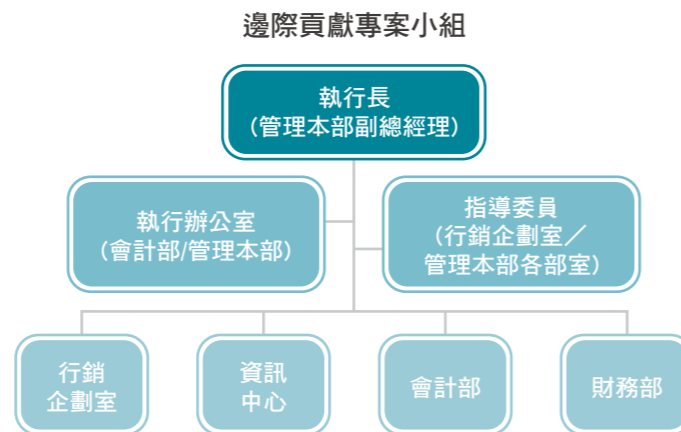 邊際貢獻專案小組
執行長
(管理本部副總經理)
執行辦公室
(會計部/管理本部)
指導委員
(行銷企劃室／
管理本部各部室)
行銷
企劃室
資訊
中心
會計部
財務部